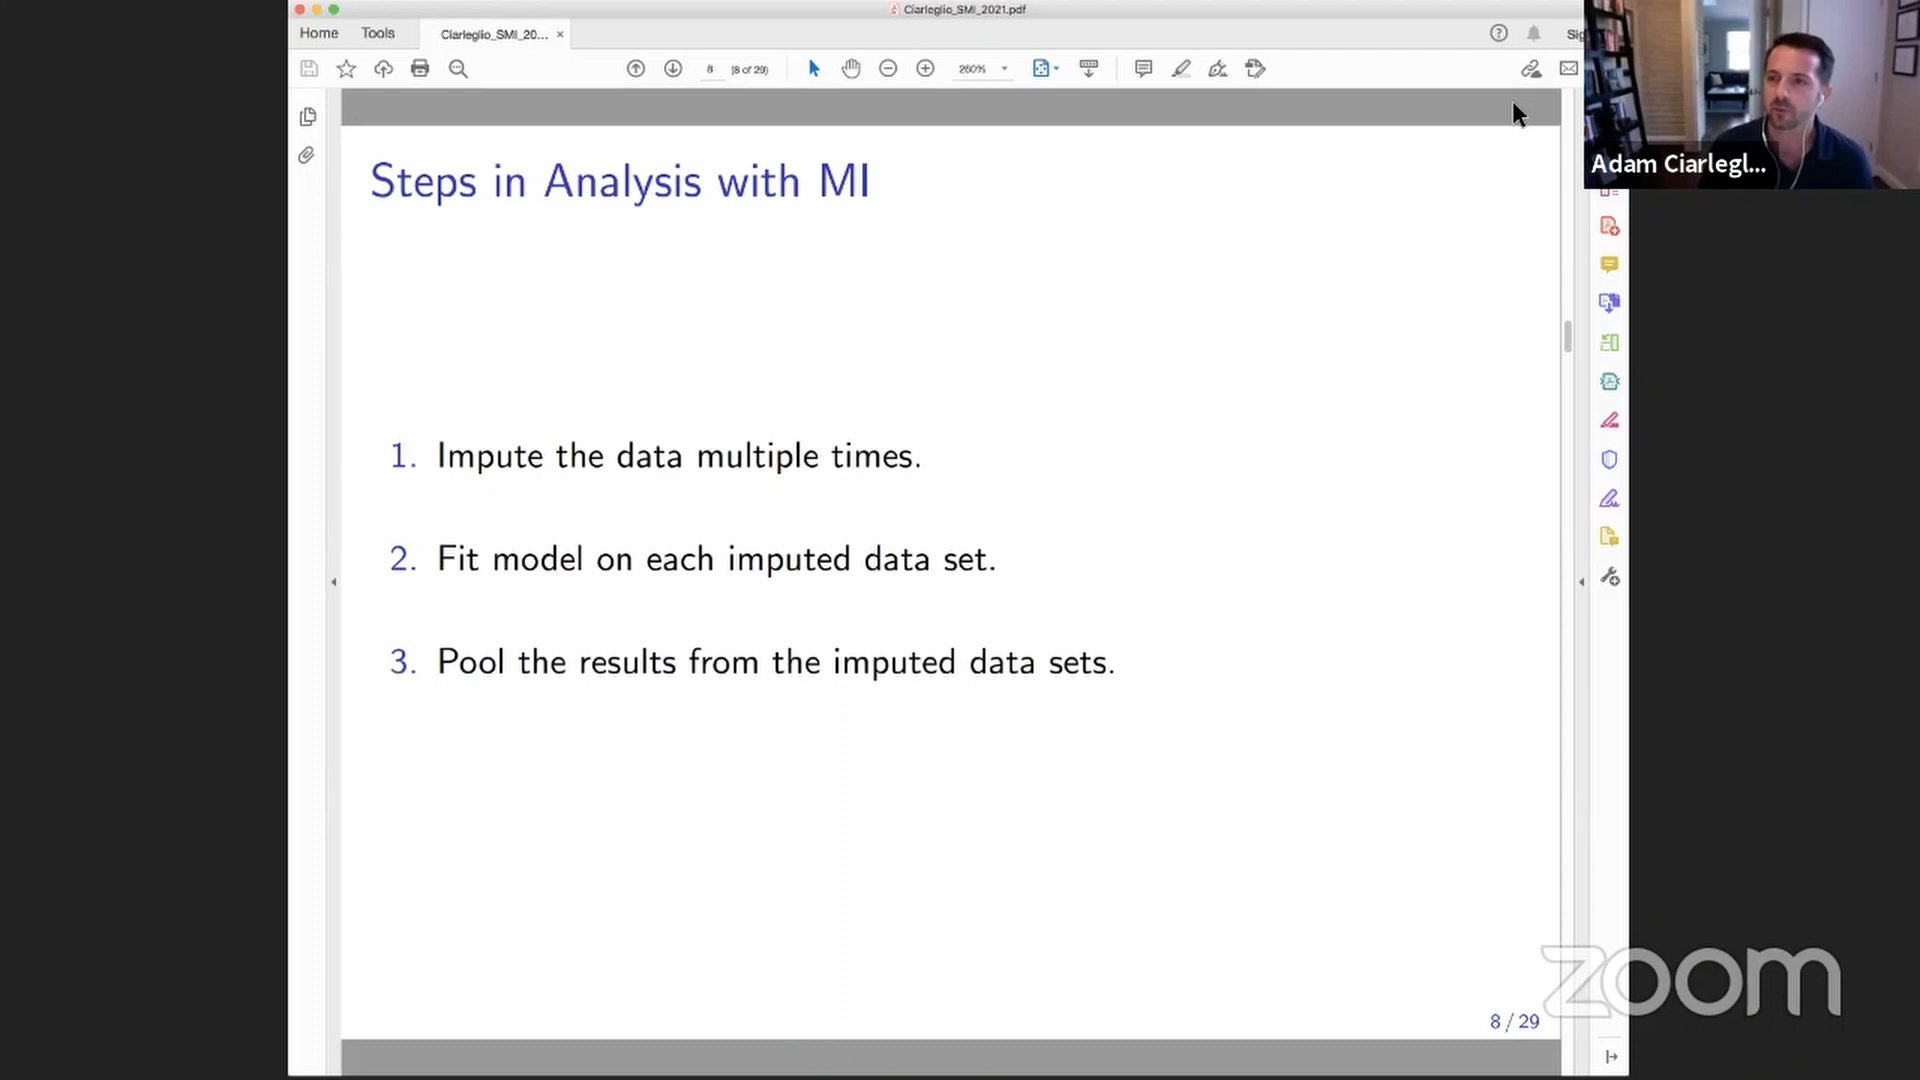 Ciarleglio_SMI_2021.pdf
Home
Tools
Ciarleglio_SMI_20...
8
(8 of 29)
260%
Adam Ciarlegl...
Steps in Analysis with MI
1. Impute the data multiple times.
2. Fit model on each imputed data set.
3. Pool the results from the imputed data sets.
8 / 29
zoom